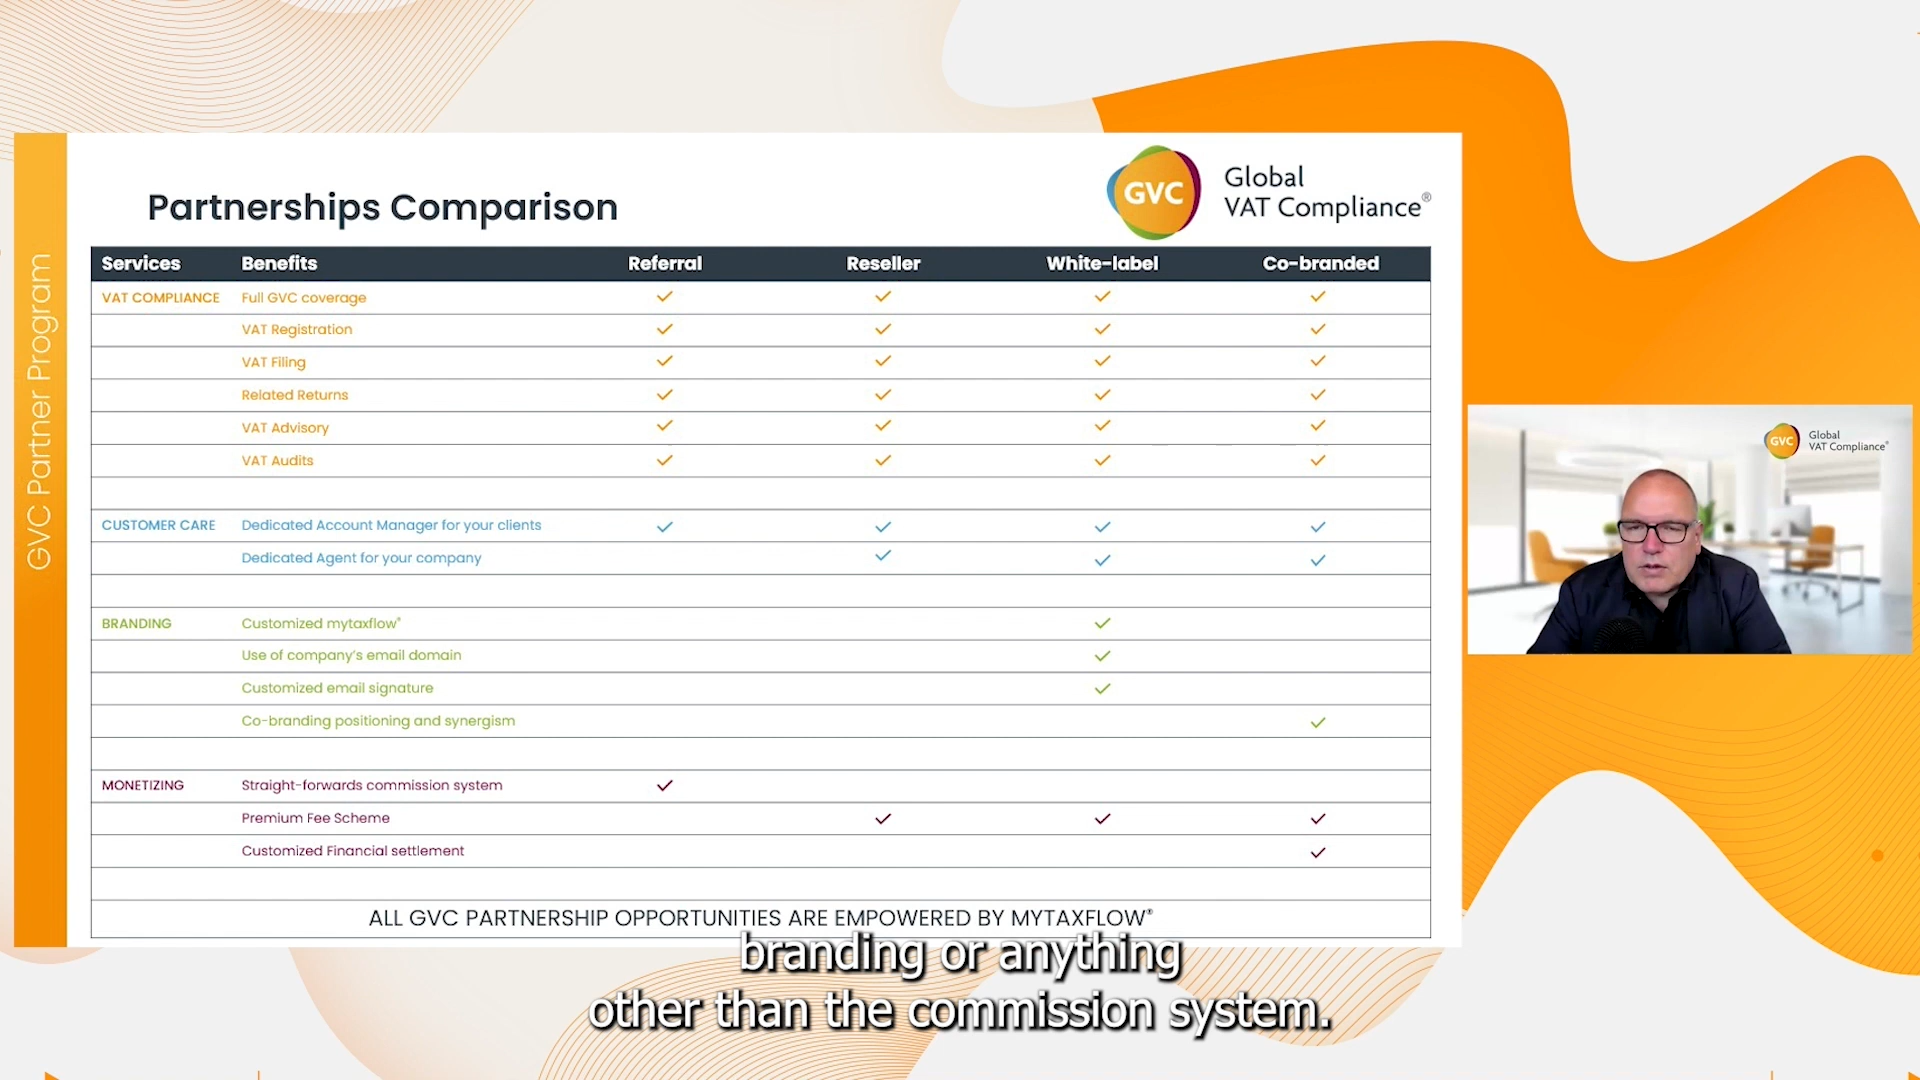 GVC Partner Program
Partnerships Comparison
GVC
Global
VAT Compliance®
Services Benefits Referral Reseller White-label Co-branded
VAT COMPLIANCE Full GVC coverage ✓ ✓ ✓ ✓
VAT Registration ✓ ✓ ✓ ✓
VAT Filing ✓ ✓ ✓ ✓
Related Returns ✓ ✓ ✓ ✓
VAT Advisory ✓ ✓ ✓ ✓
VAT Audits ✓ ✓ ✓ ✓
CUSTOMER CARE Dedicated Account Manager for your clients ✓ ✓ ✓ ✓
Dedicated Agent for your company ✓ ✓ ✓
BRANDING Customized mytaxflow® ✓
Use of company's email domain ✓
Customized email signature ✓
Co-branding positioning and synergism ✓
MONETIZING Straight-forwards commission system ✓
Premium Fee Scheme ✓ ✓ ✓
Customized Financial settlement ✓
ALL GVC PARTNERSHIP OPPORTUNITIES ARE EMPOWERED BY MYTAXFLOW®
GVC
Global
VAT Compliance®
branding or anything
other than the commission system.